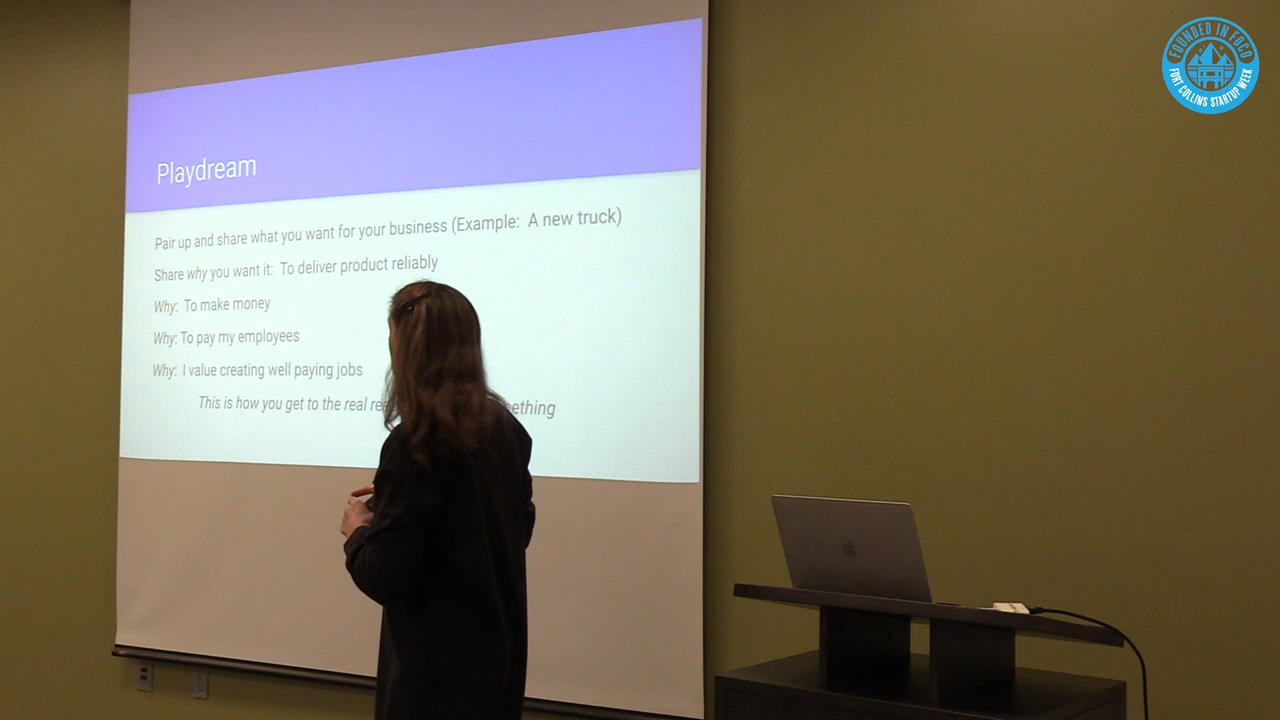 FOUNDED IN FOCO
FORT COLLINS STARTUP WEEK
Playdream
Pair up and share what you want for your business (Example: A new truck)
Share why you want it: To deliver product reliably
Why: To make money
Why: To pay my employees
Why: I value creating well paying jobs
This is how you get to the real